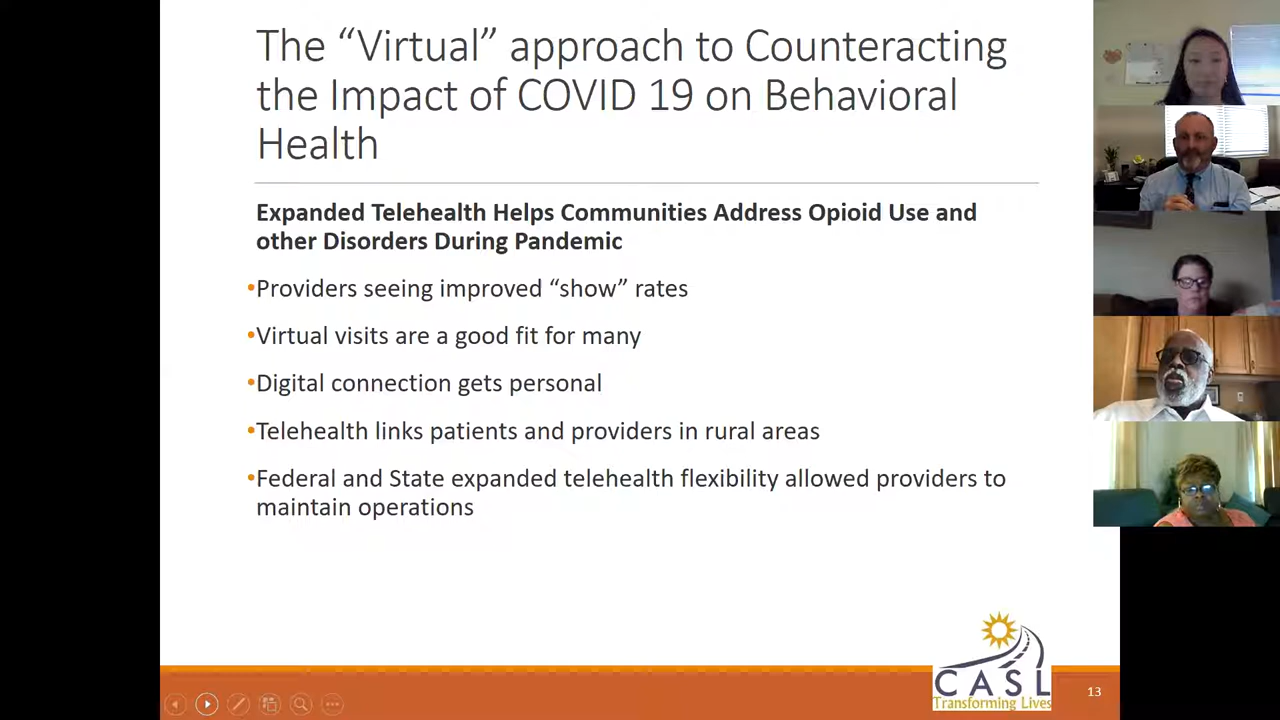 The “Virtual” approach to Counteracting
the Impact of COVID 19 on Behavioral
Health
Expanded Telehealth Helps Communities Address Opioid Use and
other Disorders During Pandemic
•Providers seeing improved “show” rates
•Virtual visits are a good fit for many
•Digital connection gets personal
•Telehealth links patients and providers in rural areas
•Federal and State expanded telehealth flexibility allowed providers to
maintain operations
CASL
Transforming Lives
13